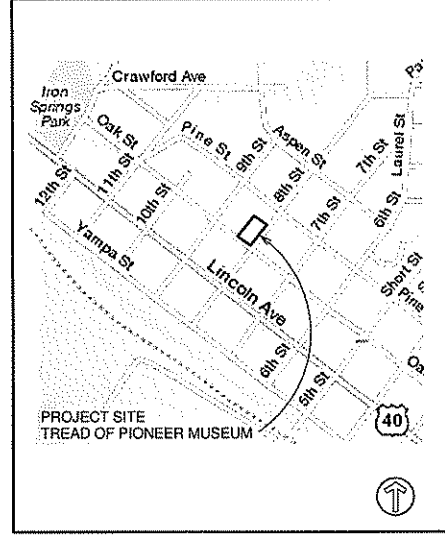 Crawford Ave
Iron
Springs
Park
Oak St
Pine St
Aspen St
9th St
8th St
7th St
7th St
6th St
Laurel St
12th St
11th St
10th St
Yampa St
Lincoln Ave
Short St
Pine
6th St
5th St
PROJECT SITE
TREAD OF PIONEER MUSEUM
40